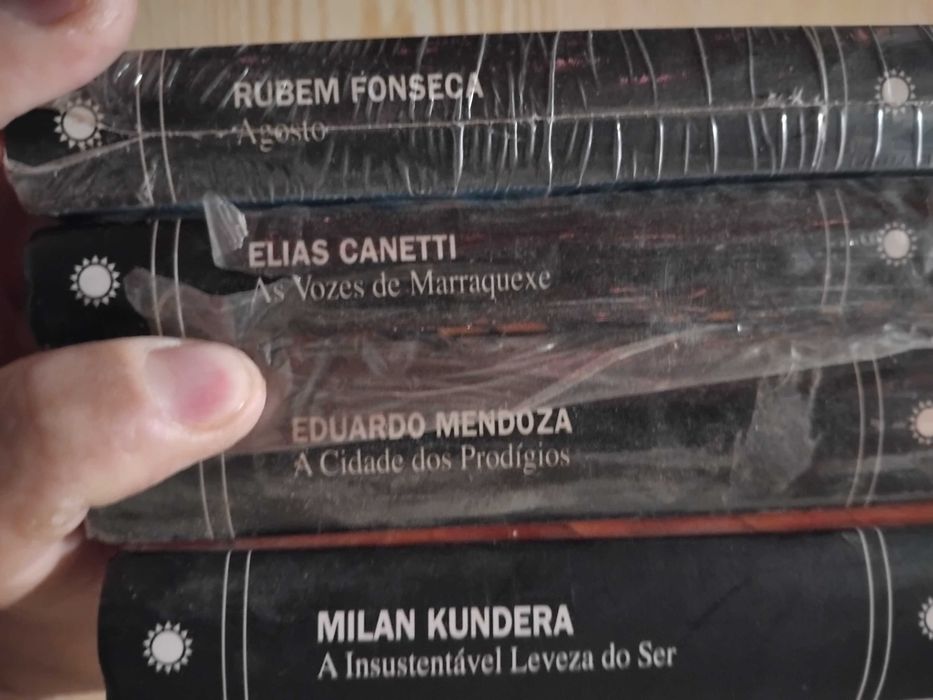 RUBEM FONSECA
Agosto
ELIAS CANETTI
As Vozes de Marraquexe
EDUARDO MENDOZA
A Cidade dos Prodígios
MILAN KUNDERA
A Insustentável Leveza do Ser